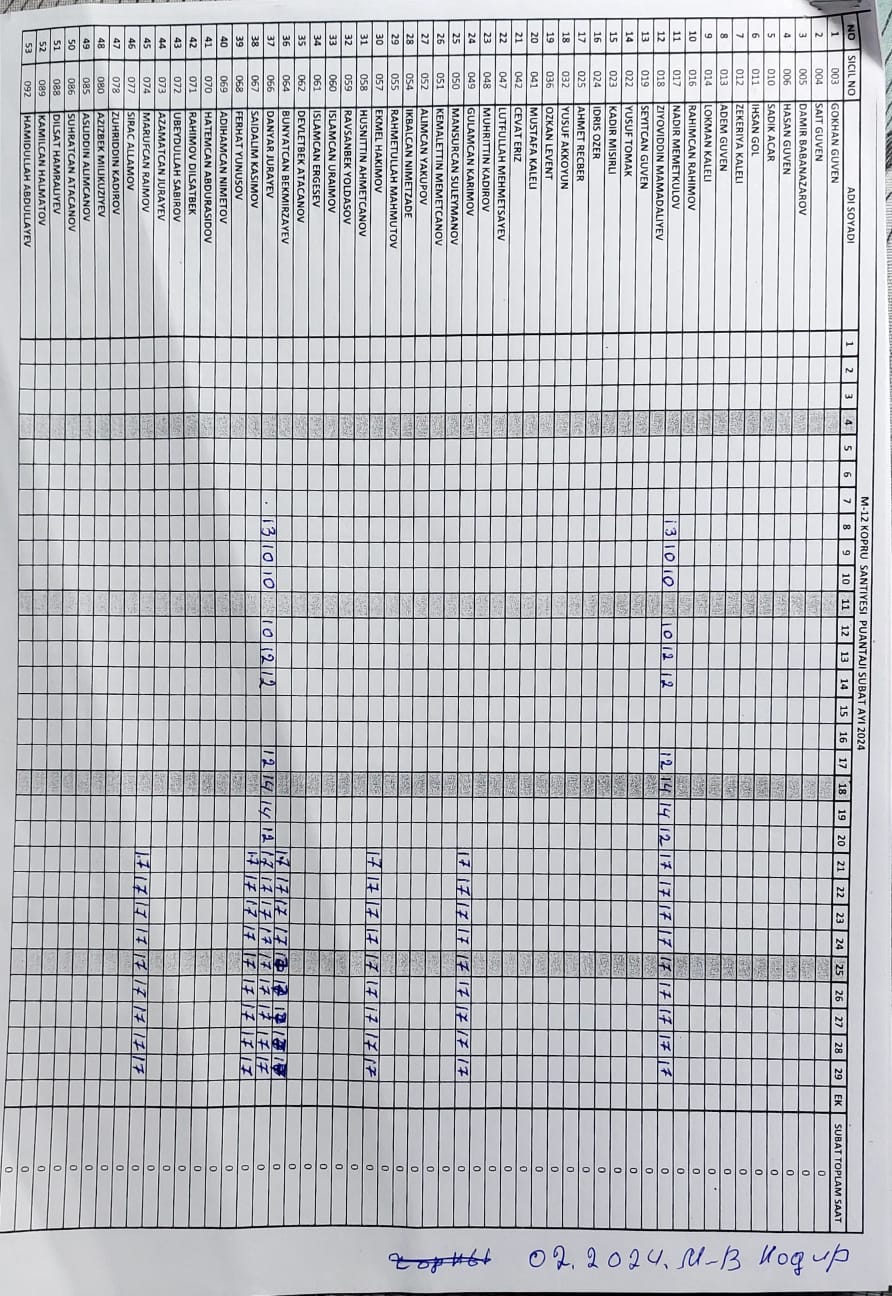 M-12 KOPRU SANTIYESI PUANTAJI SUBAT AYI 2024
NO SICIL NO ADI SOYADI 1 2 3 4 5 6 7 8 9 10 11 12 13 14 15 16 17 18 19 20 21 22 23 24 25 26 27 28 29 EK SUBAT TOPLAM SAAT
1 003 GOKHAN GUVEN 0
2 004 SAIT GUVEN 0
3 005 DAMIR BABANAZAROV 0
4 006 HASAN GUVEN 0
5 010 SADIK ACAR 0
6 011 IHSAN GOL 0
7 012 ZEKERIYA KALELI 0
8 013 ADEM GUVEN 0
9 014 LOKMAN KALELI 0
10 016 RAHIMCAN RAHIMOV 0
11 017 NADIR MEMETKULOV 13 10 10 10 12 12 12 14 14 12 17 17 17 17 17 17 17 17 17 0
12 018 ZIYOVIDDIN MAMADALIYEV 0
13 019 SEYITCAN GUVEN 0
14 022 YUSUF TOMAK 0
15 023 KADIR MISIRLI 0
16 024 IDRIS OZER 0
17 025 AHMET RECBER 0
18 032 YUSUF AKKOYUN 0
19 036 OZKAN LEVENT 0
20 041 MUSTAFA KALELI 0
21 042 CEVAT ERIZ 0
22 047 LUTFULLAH MEHMETSAYEV 0
23 048 MUHRITTIN KADIROV 0
24 049 GULAMCAN KARIMOV 17 17 17 17 17 17 17 17 17 0
25 050 MANSURCAN SULEYMANOV 0
26 051 KEMALETTIN MEMETCANOV 0
27 052 ALIMCAN YAKUPOV 0
28 054 IKBALCAN NIMETZADE 0
29 055 RAHMETULLAH MAHMUTOV 0
30 057 EKMEL HAKIMOV 17 17 17 17 17 17 17 17 17 0
31 058 HUSNITTIN AHMETCANOV 0
32 059 RAVSANBEK YOLDASOV 0
33 060 ISLAMCAN URAIMOV 0
34 061 ISLAMCAN ERGESEV 0
35 062 DEVLETBEK ATACANOV 0
36 064 BUNYATCAN BEKMIRZAYEV 17 17 17 17 0
37 066 DANYAR JURAYEV 13 10 10 10 12 12 12 14 14 12 17 17 17 17 17 17 17 17 17 0
38 067 SAIDALIM KASIMOV 17 17 17 17 17 17 17 17 17 0
39 068 FERHAT YUNUSOV 0
40 069 ADIHAMCAN NIMETOV 0
41 070 HATEMCAN ABDURASIDOV 0
42 071 RAHIMOV DILSATBEK 0
43 072 UBEYDULLAH SABIROV 0
44 073 AZAMATCAN JURAYEV 0
45 074 MARUFCAN RAIMOV 17 17 17 17 17 17 17 17 17 0
46 077 SIRAC ALLAMOV 0
47 078 ZUHRIDDIN KADIROV 0
48 080 AZIZBEK MILIKUZIYEV 0
49 085 ASLIDDIN ALIMCANOV 0
50 086 SUHRATCAN ATACANOV 0
51 088 DILSAT HAMRALIYEV 0
52 089 KAMILCAN HALMATOV 0
53 092 HAMIDULLAH ABDULLAYEV 0
02.2024. M-B